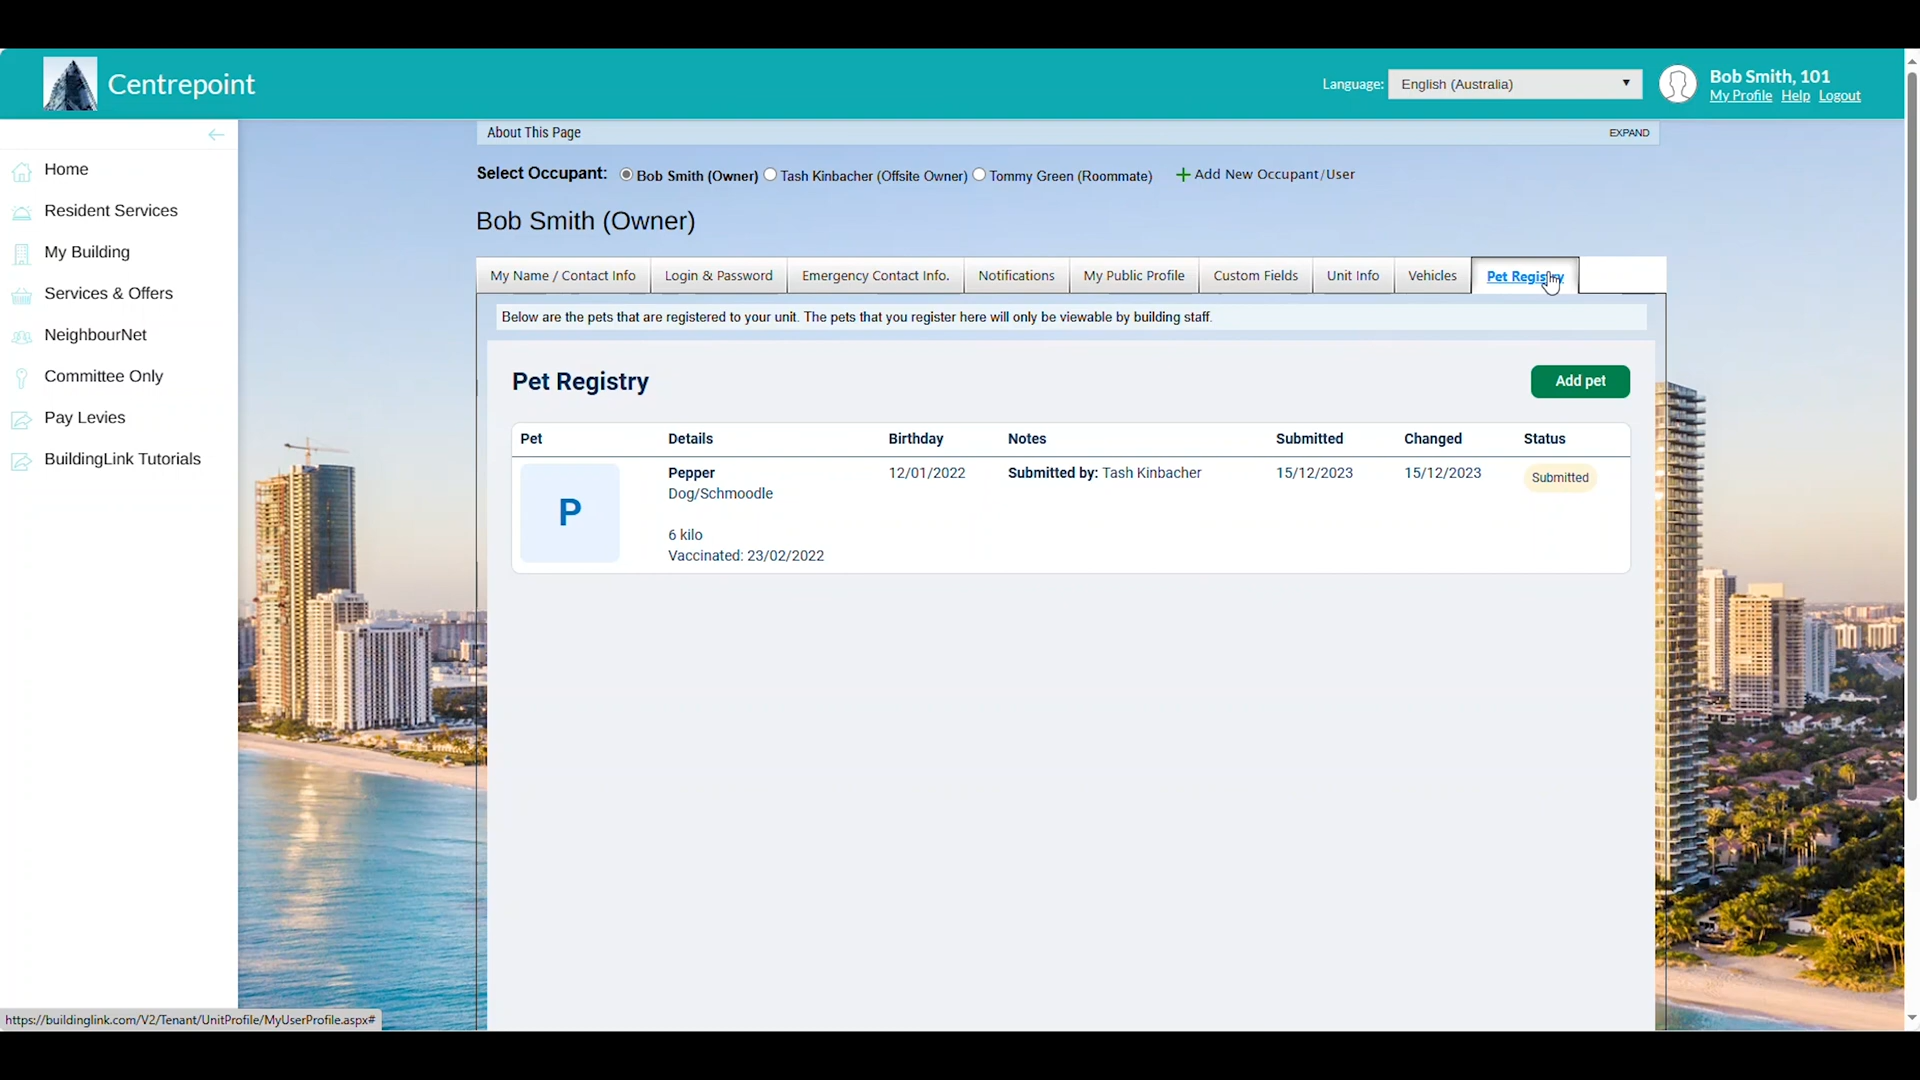 Centrepoint
Language: English (Australia)
Bob Smith, 101
My Profile Help Logout
Home
Resident Services
My Building
Services & Offers
NeighbourNet
Committee Only
Pay Levies
BuildingLink Tutorials
About This Page EXPAND
Select Occupant: Bob Smith (Owner) Tash Kinbacher (Offsite Owner) Tommy Green (Roommate) Add New Occupant/User
Bob Smith (Owner)
My Name / Contact Info Login & Password Emergency Contact Info. Notifications My Public Profile Custom Fields Unit Info Vehicles Pet Registry
Below are the pets that are registered to your unit. The pets that you register here will only be viewable by building staff.
Pet Registry Add pet
Pet Details Birthday Notes Submitted Changed Status
P Pepper 12/01/2022 Submitted by: Tash Kinbacher 15/12/2023 15/12/2023 Submitted
Dog/Schmoodle
6 kilo
Vaccinated: 23/02/2022
https://buildinglink.com/V2/Tenant/UnitProfile/MyUserProfile.aspx#